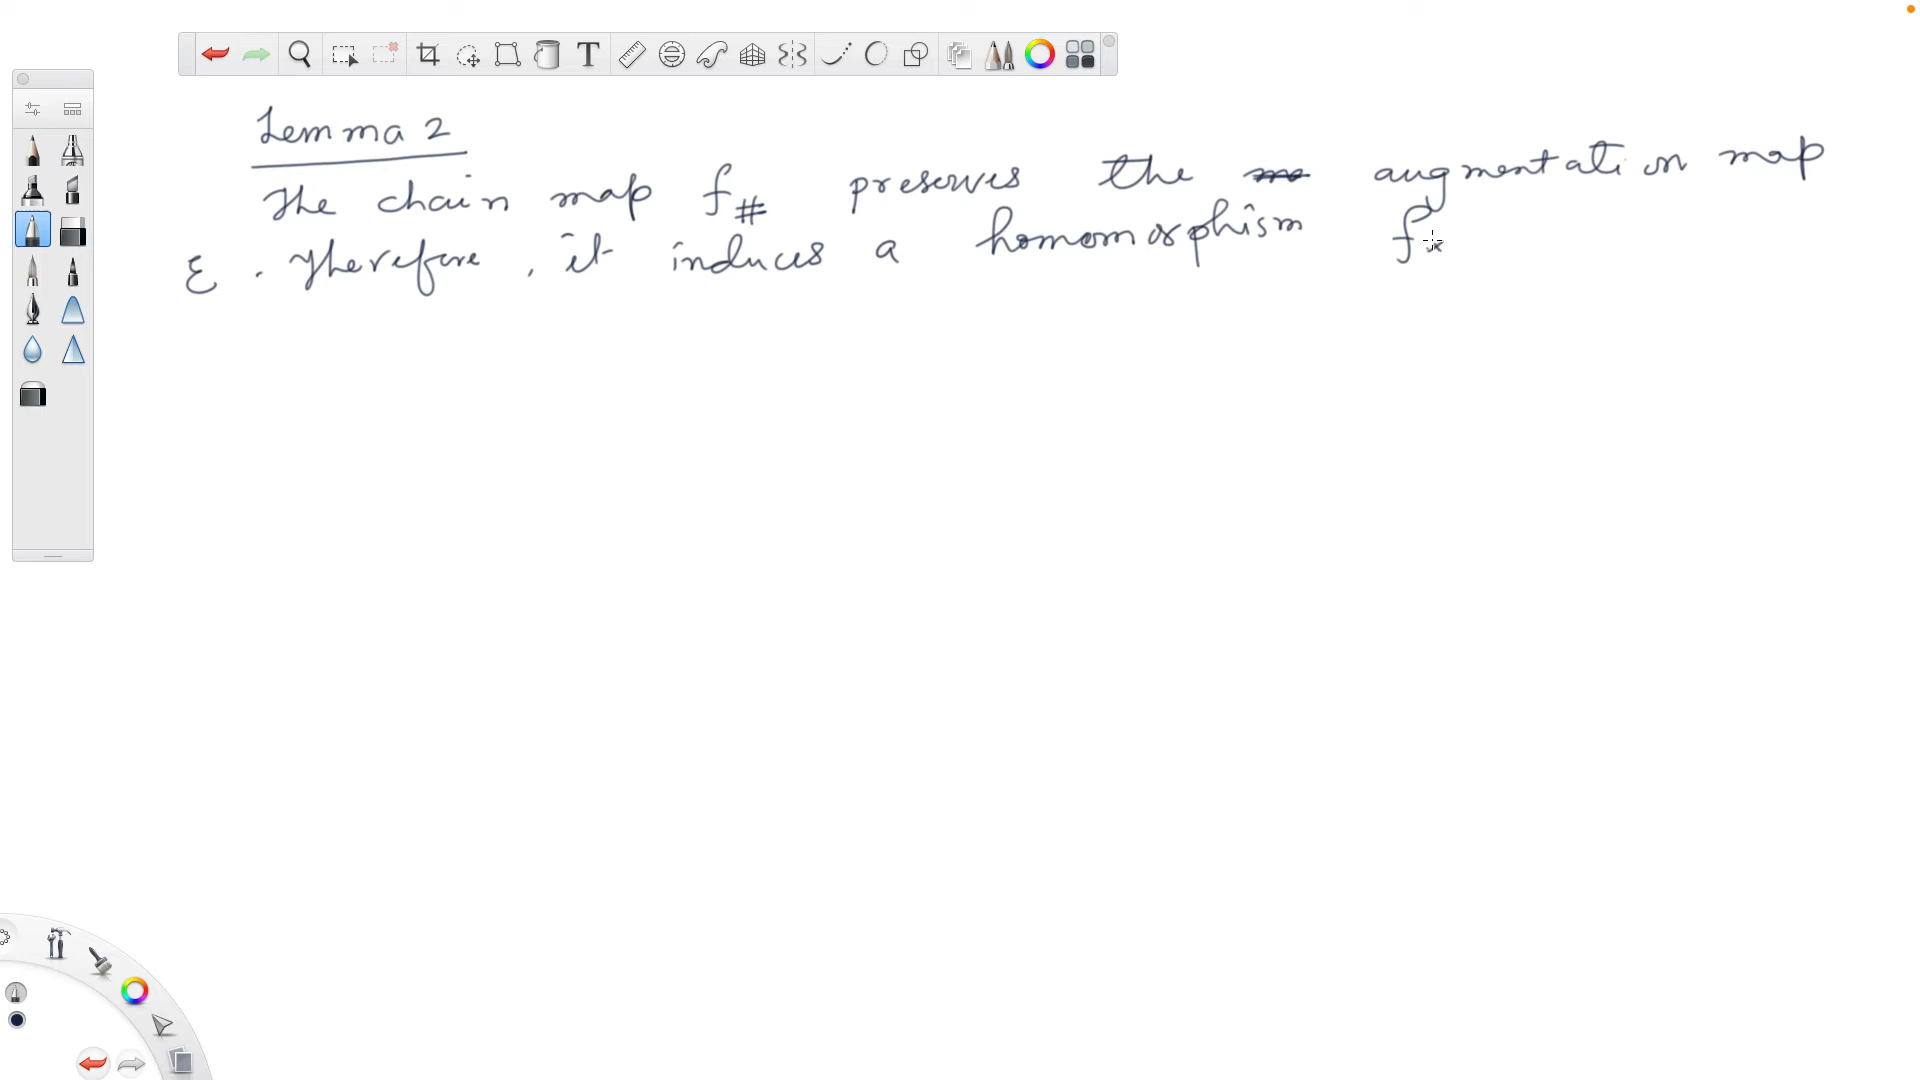 Lemma 2
The chain map f# preserves the augmentation map
ε. Therefore, it induces a homomorphism f*